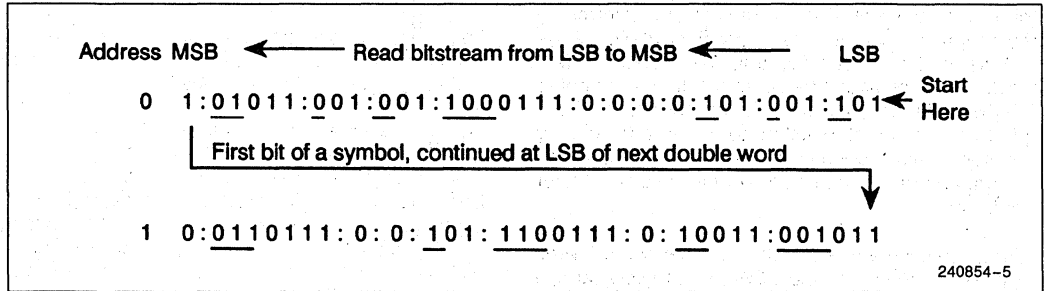 Address MSB Read bitstream from LSB to MSB LSB
Start
0 1:01011:001:001:1000111:0:0:0:0:101:001:101 Here
First bit of a symbol, continued at LSB of next double word
1 0:0110111:0:0:101:1100111:0:10011:001011
240854-5